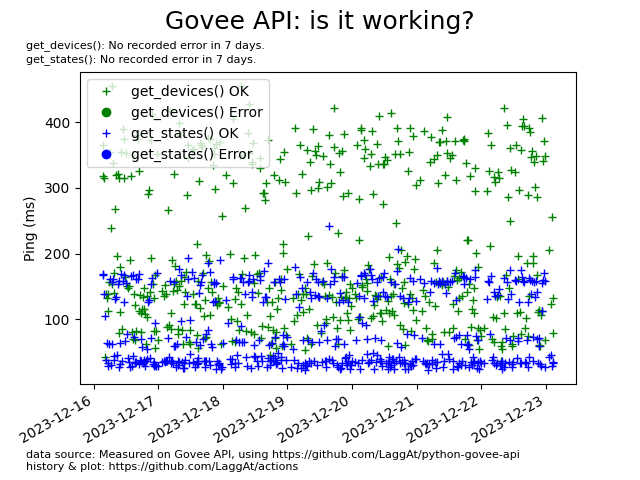 Govee API: is it working?
get_devices(): No recorded error in 7 days.
get_states(): No recorded error in 7 days.
get_devices() OK
get_devices() Error
get_states() OK
get_states() Error
Ping (ms)
400
300
200
100
2023-12-16
2023-12-17
2023-12-18
2023-12-19
2023-12-20
2023-12-21
2023-12-22
2023-12-23
data source: Measured on Govee API, using https://github.com/LaggAt/python-govee-api
history & plot: https://github.com/LaggAt/actions